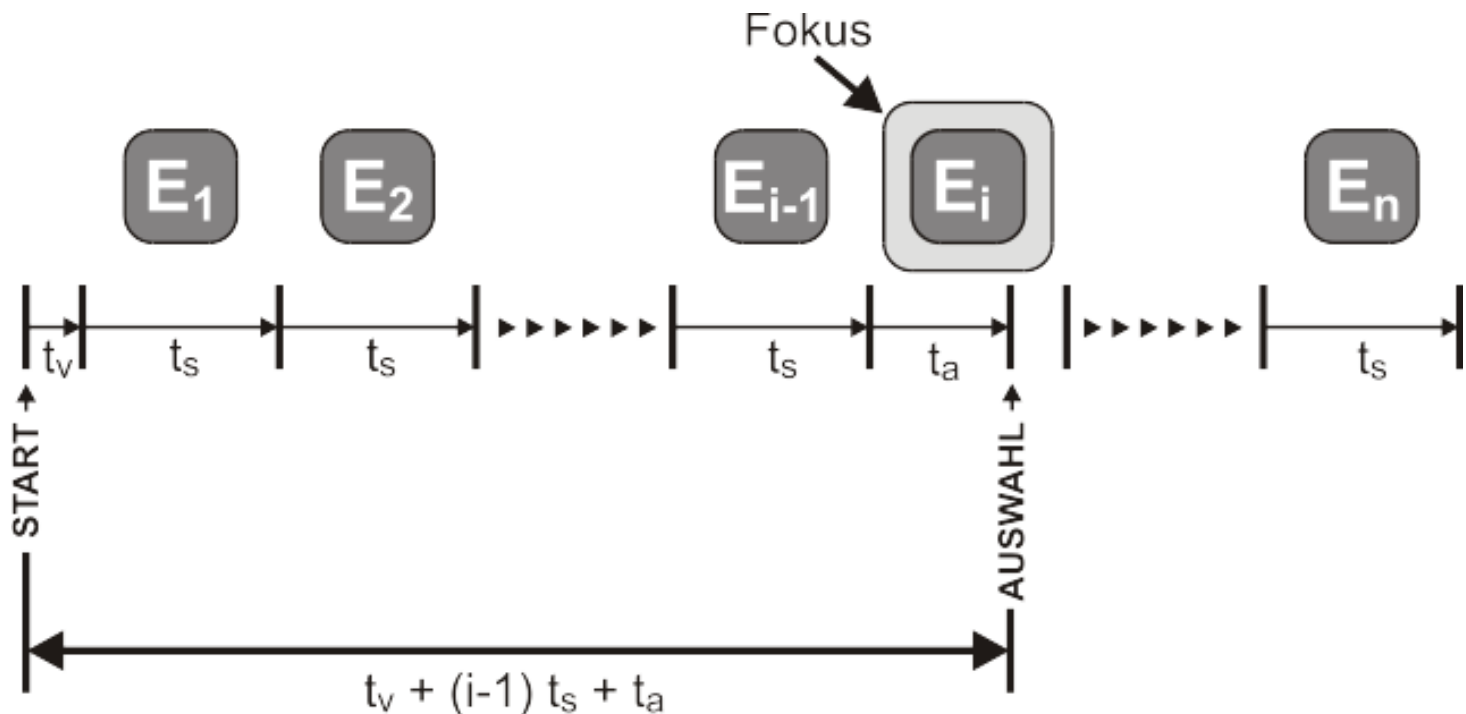 Fokus
E1 E2 Ei-1 Ei En
tv ts ts ts ta ts
START
AUSWAHL
tv + (i-1) ts + ta